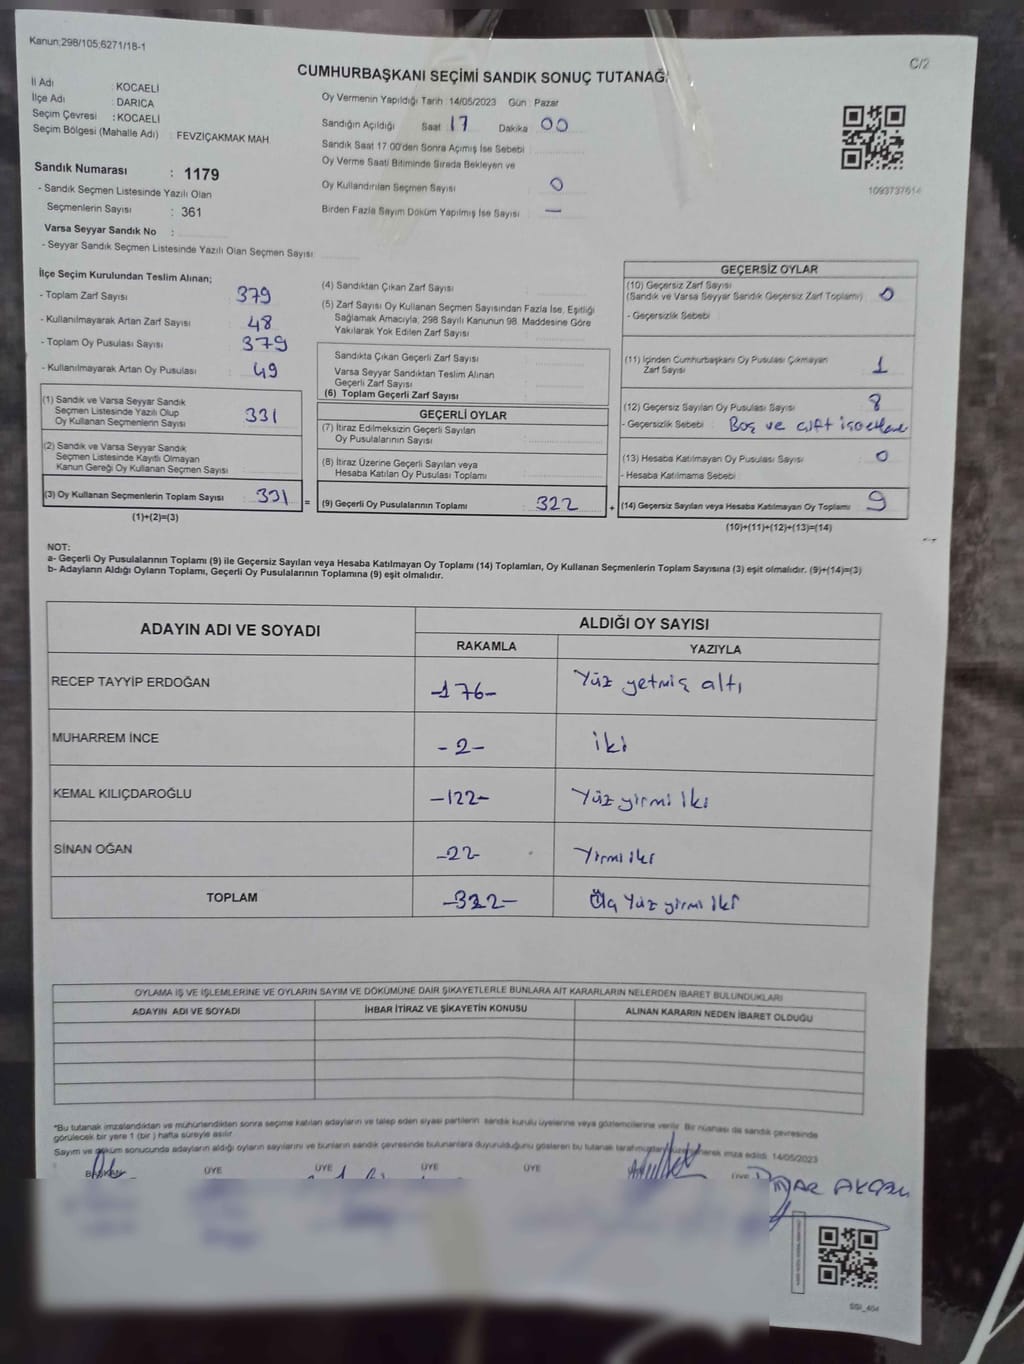 Kanun;298/105;6271/18-1
C/2
CUMHURBAŞKANI SEÇİMİ SANDIK SONUÇ TUTANAĞI
İl Adı : KOCAELİ
İlçe Adı : DARICA
Seçim Çevresi : KOCAELİ
Seçim Bölgesi (Mahalle Adı) : FEVZİÇAKMAK MAH
Sandık Numarası : 1179
- Sandık Seçmen Listesinde Yazılı Olan
Seçmenlerin Sayısı : 361
Varsa Seyyar Sandık No :
- Seyyar Sandık Seçmen Listesinde Yazılı Olan Seçmen Sayısı:
Oy Vermenin Yapıldığı Tarih :14/05/2023 Gün : Pazar
Sandığın Açıldığı Saat 17 Dakika 00
Sandık Saat 17:00'den Sonra Açımış İse Sebebi
Oy Verme Saati Bitiminde Sırada Bekleyen ve
Oy Kullandırılan Seçmen Sayısı 0
Birden Fazla Sayım Döküm Yapılmış İse Sayısı —
1093737614
İlçe Seçim Kurulundan Teslim Alınan;
- Toplam Zarf Sayısı : 379
- Kullanılmayarak Artan Zarf Sayısı : 48
- Toplam Oy Pusulası Sayısı : 379
- Kullanılmayarak Artan Oy Pusulası : 49
(1) Sandık ve Varsa Seyyar Sandık
Seçmen Listesinde Yazılı Olup
Oy Kullanan Seçmenlerin Sayısı : 331
(2) Sandık ve Varsa Seyyar Sandık
Seçmen Listesinde Kayıtlı Olmayan
Kanun Gereği Oy Kullanan Seçmen Sayısı :
(3) Oy Kullanan Seçmenlerin Toplam Sayısı : 331 =
(1)+(2)=(3)
(4) Sandıktan Çıkan Zarf Sayısı :
(5) Zarf Sayısı Oy Kullanan Seçmen Sayısından Fazla İse, Eşitliği
Sağlamak Amacıyla; 298 Sayılı Kanunun 98. Maddesine Göre
Yakılarak Yok Edilen Zarf Sayısı :
Sandıkta Çıkan Geçerli Zarf Sayısı :
Varsa Seyyar Sandıktan Teslim Alınan
Geçerli Zarf Sayısı :
(6) Toplam Geçerli Zarf Sayısı :
GEÇERLİ OYLAR
(7) İtiraz Edilmeksizin Geçerli Sayılan
Oy Pusulalarının Sayısı :
(8) İtiraz Üzerine Geçerli Sayılan veya
Hesaba Katılan Oy Pusulası Toplamı :
(9) Geçerli Oy Pusulalarının Toplamı : 322 +
GEÇERSİZ OYLAR
(10) Geçersiz Zarf Sayısı
(Sandık ve Varsa Seyyar Sandık Geçersiz Zarf Toplamı) : 0
- Geçersizlik Sebebi :
(11) İçinden Cumhurbaşkanı Oy Pusulası Çıkmayan
Zarf Sayısı : 1
(12) Geçersiz Sayılan Oy Pusulası Sayısı : 8
- Geçersizlik Sebebi : Boş ve çift işaetleme
(13) Hesaba Katılmayan Oy Pusulası Sayısı : 0
- Hesaba Katılmama Sebebi :
(14) Geçersiz Sayılan veya Hesaba Katılmayan Oy Toplamı : 9
(10)+(11)+(12)+(13)=(14)
NOT:
a- Geçerli Oy Pusulalarının Toplamı (9) ile Geçersiz Sayılan veya Hesaba Katılmayan Oy Toplamı (14) Toplamları, Oy Kullanan Seçmenlerin Toplam Sayısına (3) eşit olmalıdır. (9)+(14)=(3)
b- Adayların Aldığı Oyların Toplamı, Geçerli Oy Pusulalarının Toplamına (9) eşit olmalıdır.
ADAYIN ADI VE SOYADI
ALDIĞI OY SAYISI
RAKAMLA
YAZIYLA
RECEP TAYYİP ERDOĞAN -176- Yüz yetmiş altı
MUHARREM İNCE -2- iki
KEMAL KILIÇDAROĞLU -122- Yüz yirmi iki
SİNAN OĞAN -22- Yirmi iki
TOPLAM -322- Üç Yüz yirmi iki
OYLAMA İŞ VE İŞLEMLERİNE VE OYLARIN SAYIM VE DÖKÜMÜNE DAİR ŞİKAYETLERLE BUNLARA AİT KARARLARIN NELERDEN İBARET BULUNDUKLARI
ADAYIN ADI VE SOYADI
İHBAR İTİRAZ VE ŞİKAYETİN KONUSU
ALINAN KARARIN NEDEN İBARET OLDUĞU
*Bu tutanak imzalandıktan ve mühürlendikten sonra seçime katılan adayların ve talep eden siyasi partilerin sandık kurulu üyelerine veya gözlemcilerine verilir. Bir nüshası da sandık çevresinde
görülecek bir yere 1 (bir ) hafta süreyle asılır.
Sayım ve döküm sonucunda adayların aldığı oyların sayılarını ve bunların sandık çevresinde bulunanlara duyurulduğunu gösteren bu tutanak imza edildi. 14/05/2023
BAŞKAN ÜYE ÜYE ÜYE ÜYE ÜYE
AKÇAY
SSI_404